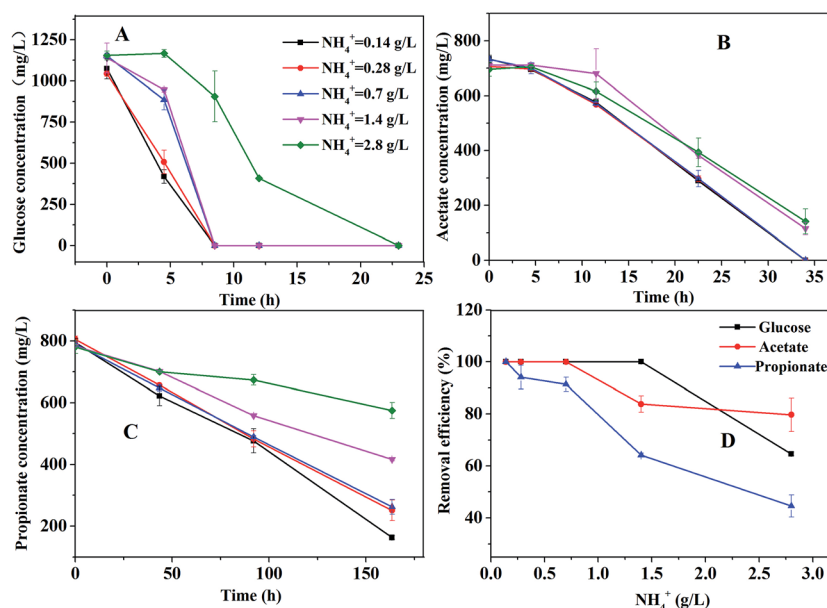 A
NH₄⁺=0.14 g/L
NH₄⁺=0.28 g/L
NH₄⁺=0.7 g/L
NH₄⁺=1.4 g/L
NH₄⁺=2.8 g/L
Glucose concentration (mg/L)
1250
1000
750
500
250
0
0 5 10 15 20 25
Time (h)
B
Acetate concentration (mg/L)
800
600
400
200
0
0 5 10 15 20 25 30 35
Time (h)
C
Propionate concentration (mg/L)
800
600
400
200
0 50 100 150
Time (h)
Glucose
Acetate
Propionate
D
Removal efficiency (%)
120
100
80
60
40
0.0 0.5 1.0 1.5 2.0 2.5 3.0
NH₄⁺ (g/L)